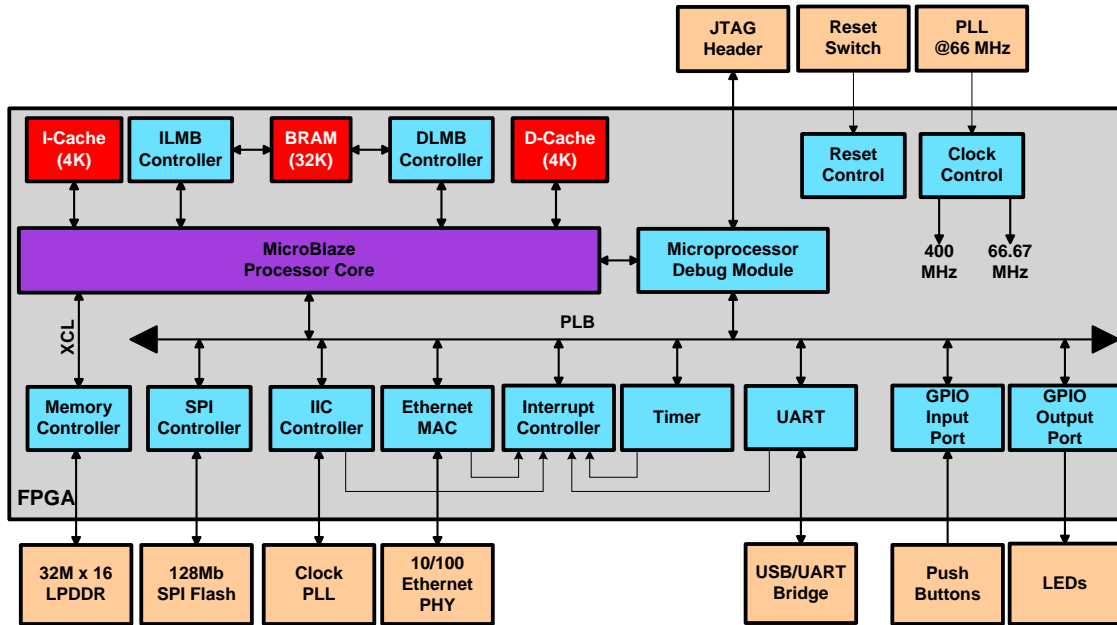 JTAG
Header
Reset
Switch
PLL
@66 MHz
I-Cache
(4K)
ILMB
Controller
BRAM
(32K)
DLMB
Controller
D-Cache
(4K)
Reset
Control
Clock
Control
MicroBlaze
Processor Core
Microprocessor
Debug Module
400
MHz
66.67
MHz
XCL
PLB
Memory
Controller
SPI
Controller
IIC
Controller
Ethernet
MAC
Interrupt
Controller
Timer
UART
GPIO
Input
Port
GPIO
Output
Port
FPGA
32M x 16
LPDDR
128Mb
SPI Flash
Clock
PLL
10/100
Ethernet
PHY
USB/UART
Bridge
Push
Buttons
LEDs